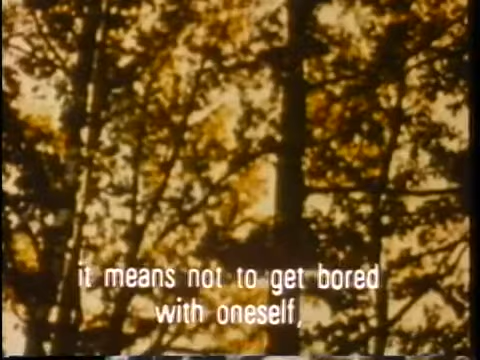 it means not to get bored
with oneself,